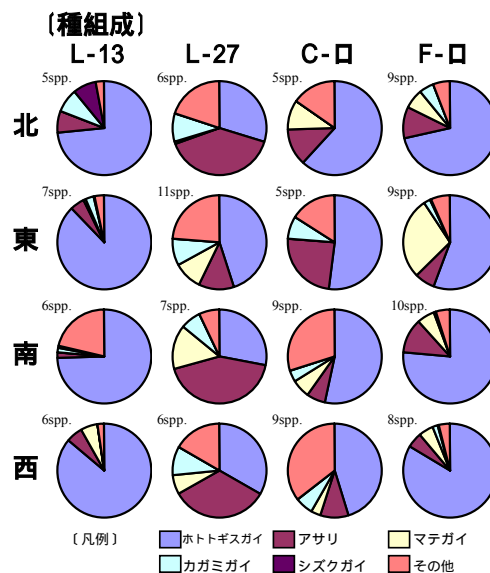 〔種組成〕
L-13 L-27 C-ロ F-ロ
北 5spp. 6spp. 5spp. 9spp.
東 7spp. 11spp. 5spp. 9spp.
南 6spp. 7spp. 9spp. 10spp.
西 6spp. 6spp. 9spp. 8spp.
〔凡例〕 ホトトギスガイ アサリ マテガイ
カガミガイ シズクガイ その他